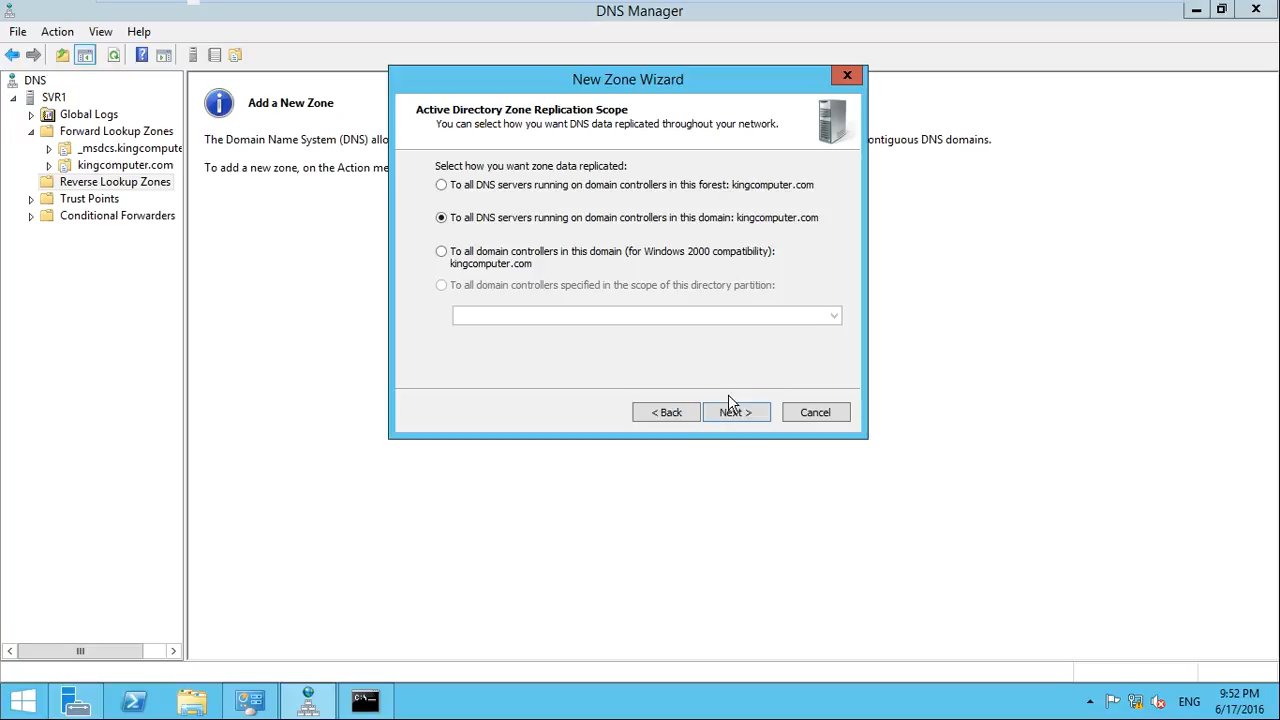 DNS Manager
File Action View Help
DNS
SVR1
Global Logs
Forward Lookup Zones
_msdcs.kingcompute
kingcomputer.com
Reverse Lookup Zones
Trust Points
Conditional Forwarders
Add a New Zone
The Domain Name System (DNS) allo
ontiguous DNS domains.
To add a new zone, on the Action me
New Zone Wizard
Active Directory Zone Replication Scope
You can select how you want DNS data replicated throughout your network.
Select how you want zone data replicated:
To all DNS servers running on domain controllers in this forest: kingcomputer.com
To all DNS servers running on domain controllers in this domain: kingcomputer.com
To all domain controllers in this domain (for Windows 2000 compatibility):
kingcomputer.com
To all domain controllers specified in the scope of this directory partition:
< Back Next > Cancel
ENG
9:52 PM
6/17/2016